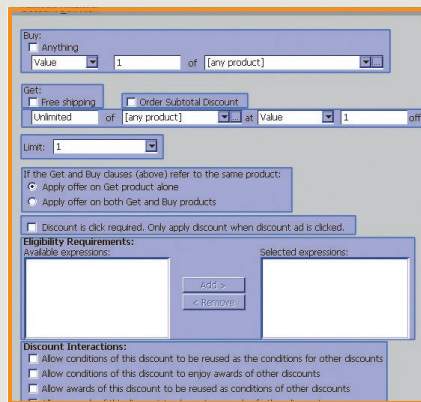 Buy:
Anything
Value 1 of [any product] ...
Get:
Free shipping Order Subtotal Discount
Unlimited of [any product] ... at Value 1 off
Limit: 1
If the Get and Buy clauses (above) refer to the same product:
Apply offer on Get product alone
Apply offer on both Get and Buy products
Discount is click required. Only apply discount when discount ad is clicked.
Eligibility Requirements:
Available expressions: Selected expressions:
Add >
< Remove
Discount Interactions:
Allow conditions of this discount to be reused as the conditions for other discounts
Allow conditions of this discount to enjoy awards of other discounts
Allow awards of this discount to be reused as conditions of other discounts